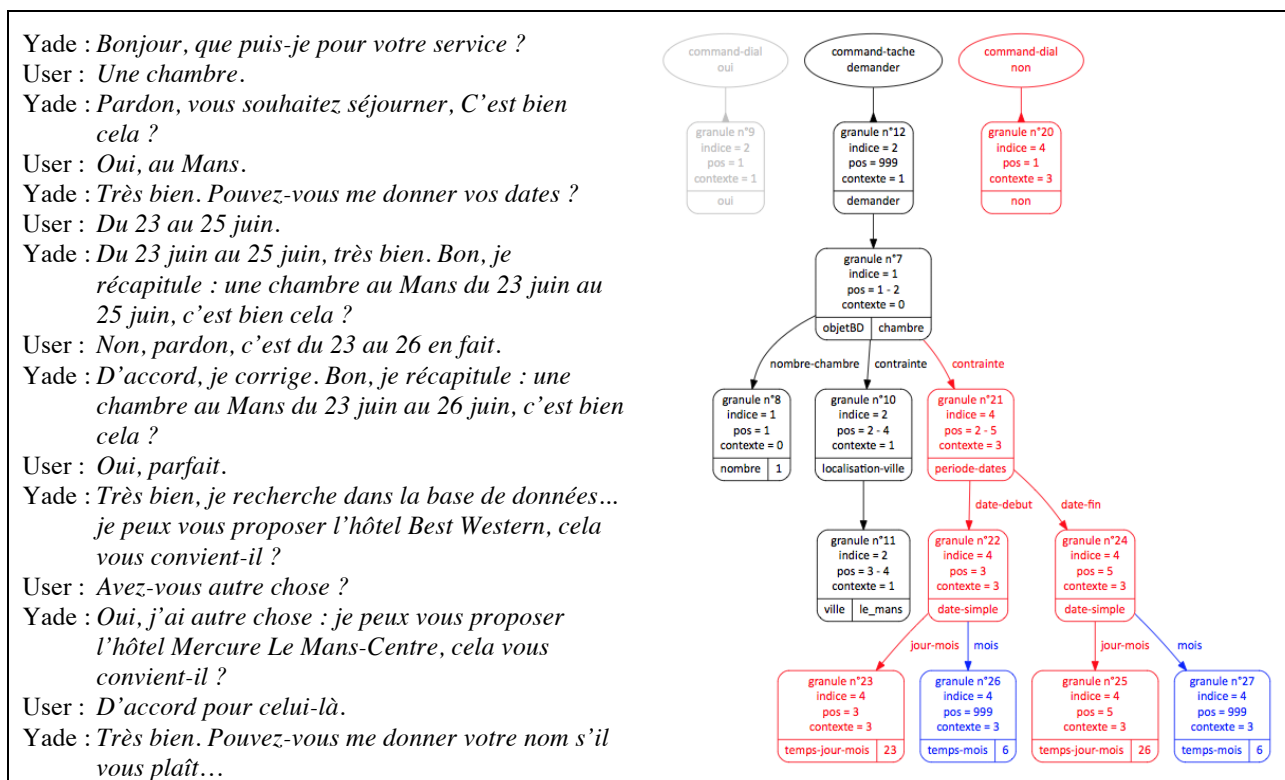 Yade : Bonjour, que puis-je pour votre service ?
User : Une chambre.
Yade : Pardon, vous souhaitez séjourner, C'est bien
cela ?
User : Oui, au Mans.
Yade : Très bien. Pouvez-vous me donner vos dates ?
User : Du 23 au 25 juin.
Yade : Du 23 juin au 25 juin, très bien. Bon, je
récapitule : une chambre au Mans du 23 juin au
25 juin, c'est bien cela ?
User : Non, pardon, c'est du 23 au 26 en fait.
Yade : D'accord, je corrige. Bon, je récapitule : une
chambre au Mans du 23 juin au 26 juin, c'est bien
cela ?
User : Oui, parfait.
Yade : Très bien, je recherche dans la base de données...
je peux vous proposer l'hôtel Best Western, cela
vous convient-il ?
User : Avez-vous autre chose ?
Yade : Oui, j'ai autre chose : je peux vous proposer
l'hôtel Mercure Le Mans-Centre, cela vous
convient-il ?
User : D'accord pour celui-là.
Yade : Très bien. Pouvez-vous me donner votre nom s'il
vous plaît…
command-dial
oui
command-tache
demander
command-dial
non
granule n°9
indice = 2
pos = 1
contexte = 1
oui
granule n°12
indice = 2
pos = 999
contexte = 1
demander
granule n°20
indice = 4
pos = 1
contexte = 3
non
granule n°7
indice = 1
pos = 1 - 2
contexte = 0
objetBD chambre
nombre-chambre
contrainte
contrainte
granule n°8
indice = 1
pos = 1
contexte = 0
nombre 1
granule n°10
indice = 2
pos = 2 - 4
contexte = 1
localisation-ville
granule n°21
indice = 4
pos = 2 - 5
contexte = 3
periode-dates
date-debut
date-fin
granule n°11
indice = 2
pos = 3 - 4
contexte = 1
ville le_mans
granule n°22
indice = 4
pos = 3
contexte = 3
date-simple
granule n°24
indice = 4
pos = 5
contexte = 3
date-simple
jour-mois
mois
jour-mois
mois
granule n°23
indice = 4
pos = 3
contexte = 3
temps-jour-mois 23
granule n°26
indice = 4
pos = 999
contexte = 3
temps-mois 6
granule n°25
indice = 4
pos = 5
contexte = 3
temps-jour-mois 26
granule n°27
indice = 4
pos = 999
contexte = 3
temps-mois 6